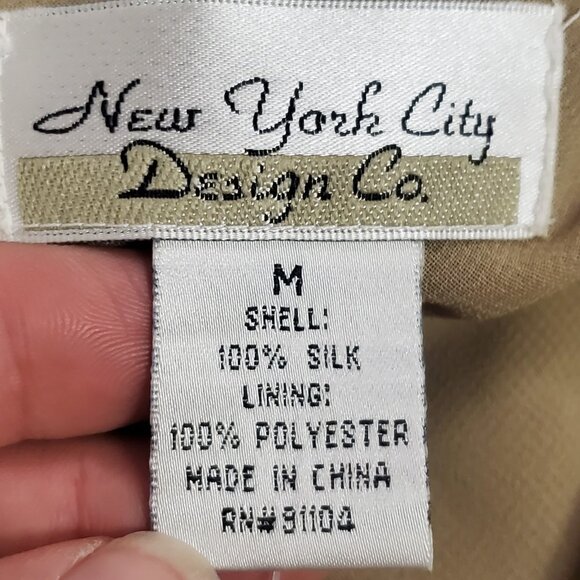 New York City
Design Co.
M
SHELL:
100% SILK
LINING:
100% POLYESTER
MADE IN CHINA
RN# 91104